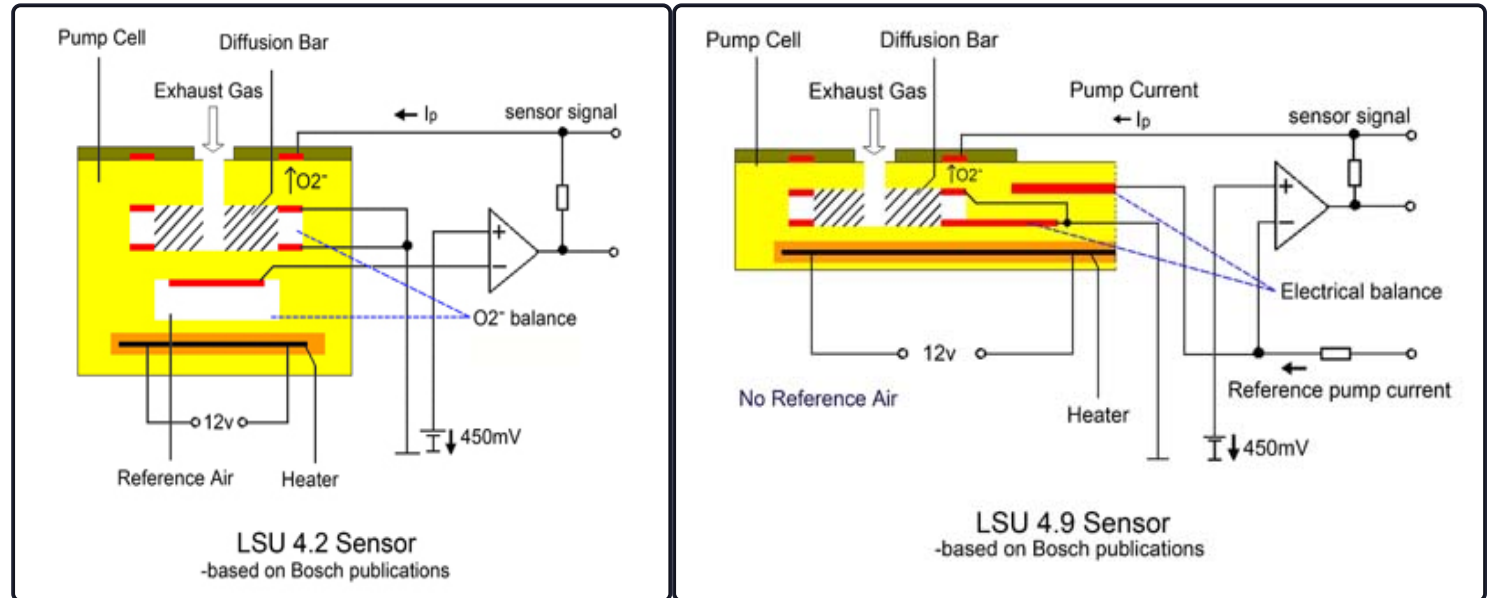 Pump Cell
Diffusion Bar
Exhaust Gas
← Ip
sensor signal
↑O2⁻
+
−
O2⁻ balance
12v
450mV
Reference Air
Heater
LSU 4.2 Sensor
-based on Bosch publications
Pump Cell
Diffusion Bar
Exhaust Gas
Pump Current
← Ip
sensor signal
↑O2⁻
+
−
Electrical balance
12v
Reference pump current
No Reference Air
Heater
450mV
LSU 4.9 Sensor
-based on Bosch publications